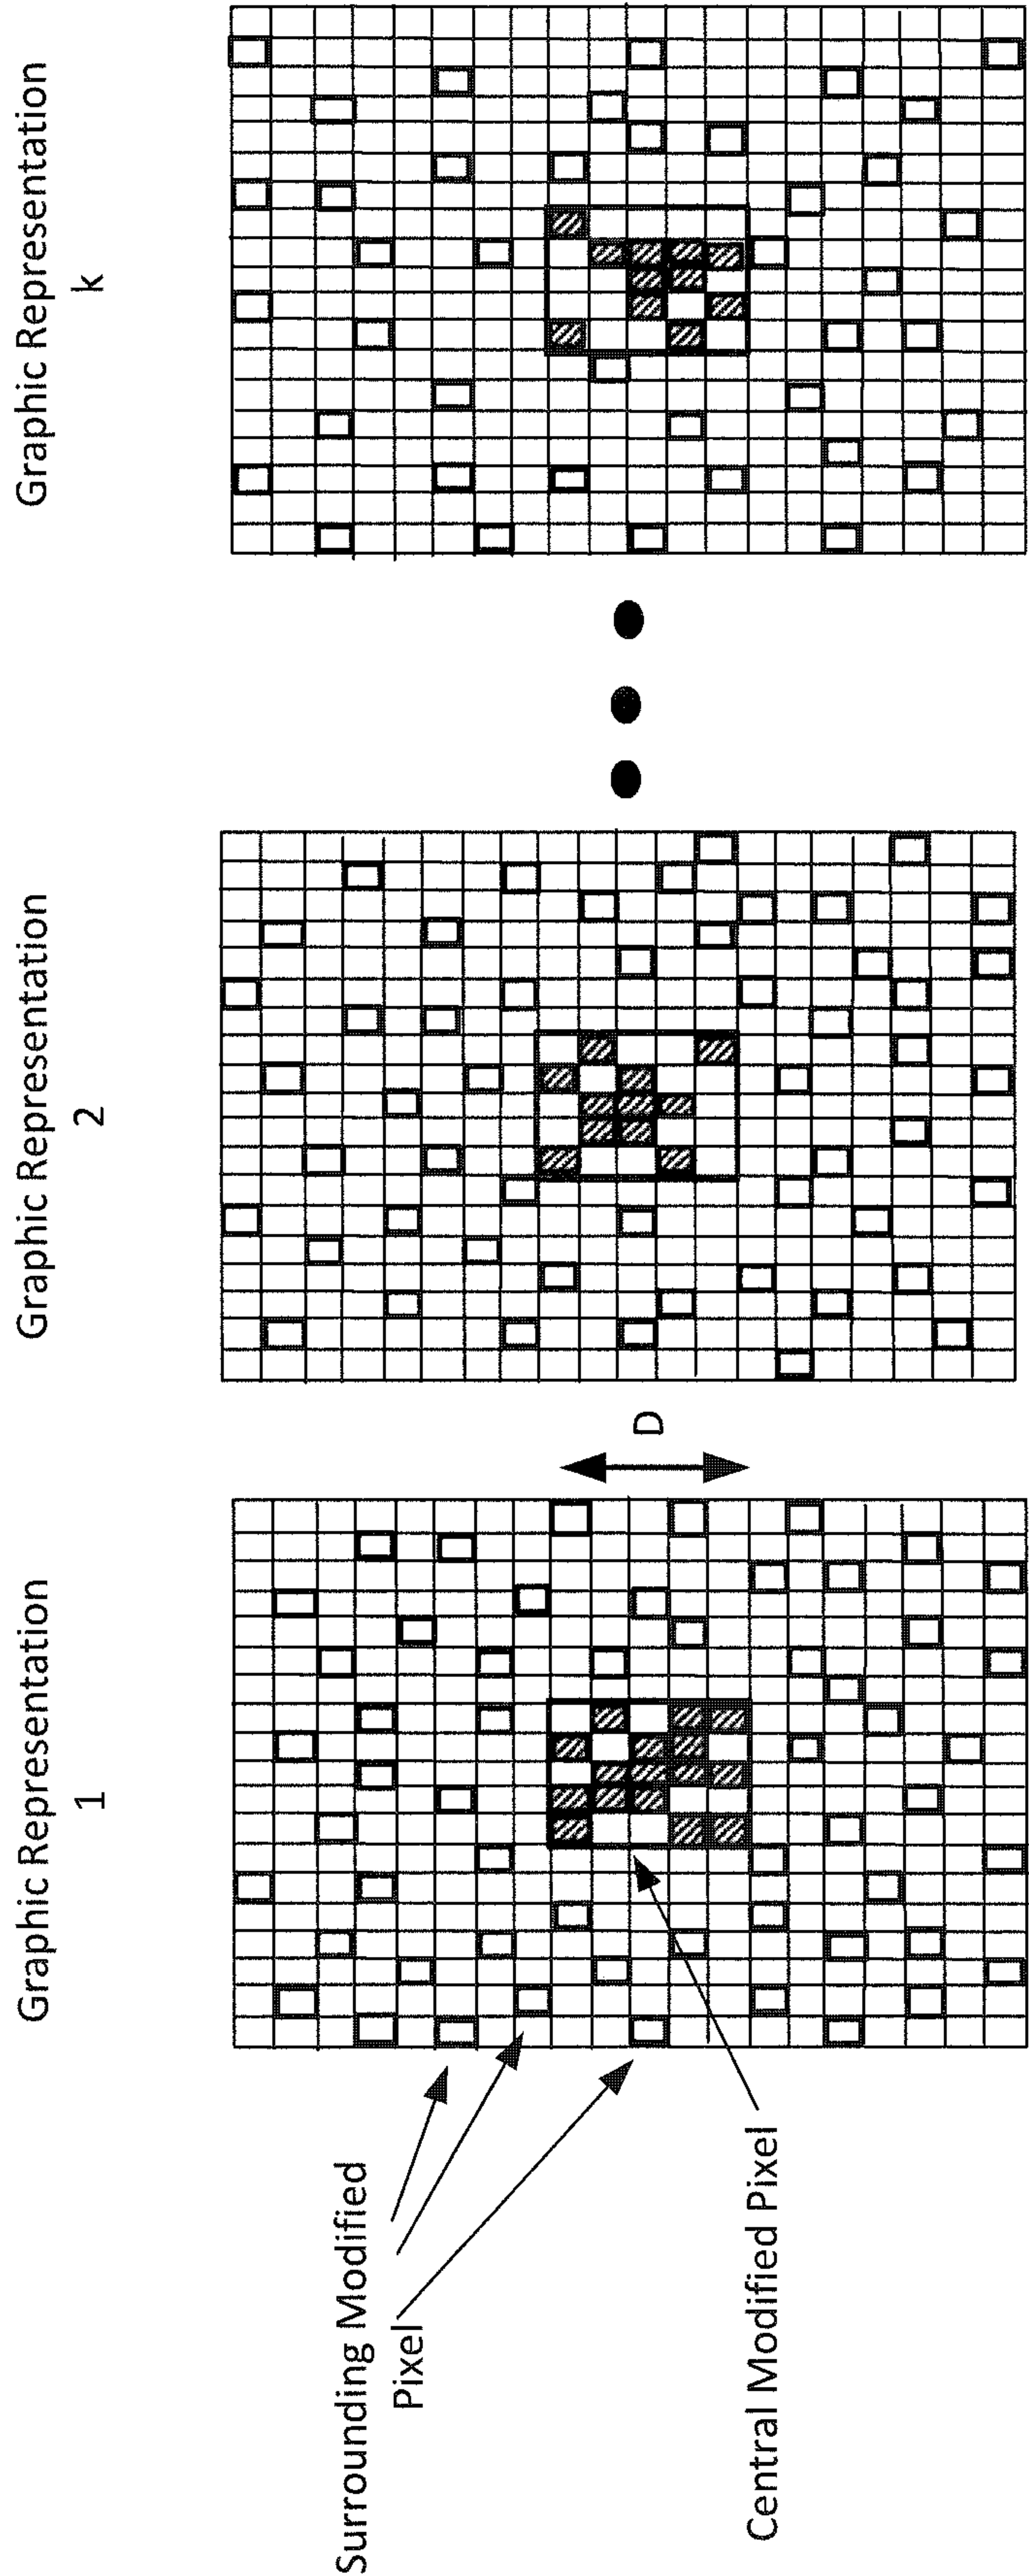 Graphic Representation
1
Graphic Representation
2
Graphic Representation
k
D
Surrounding Modified
Pixel
Central Modified Pixel